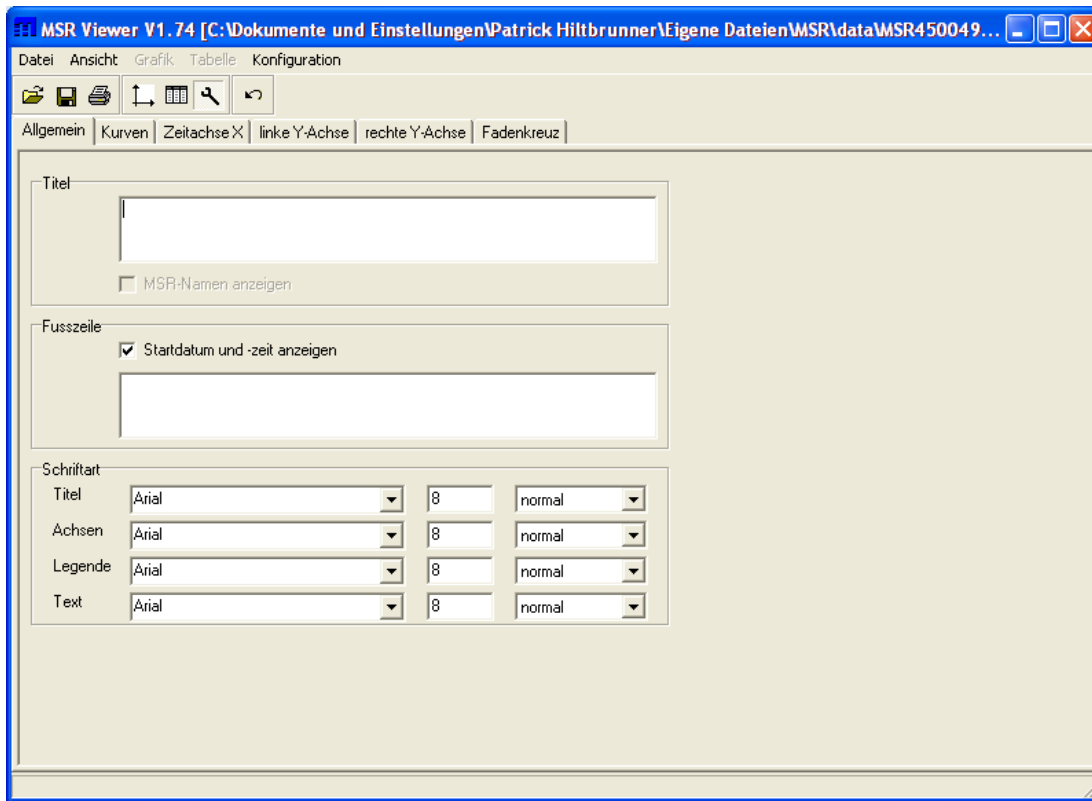 MSR Viewer V1.74 [C:\Dokumente und Einstellungen\Patrick Hiltbrunner\Eigene Dateien\MSR\data\MSR450049...
Datei Ansicht Grafik Tabelle Konfiguration
Allgemein Kurven Zeitachse X linke Y-Achse rechte Y-Achse Fadenkreuz
Titel
MSR-Namen anzeigen
Fusszeile
Startdatum und -zeit anzeigen
Schriftart
Titel Arial 8 normal
Achsen Arial 8 normal
Legende Arial 8 normal
Text Arial 8 normal